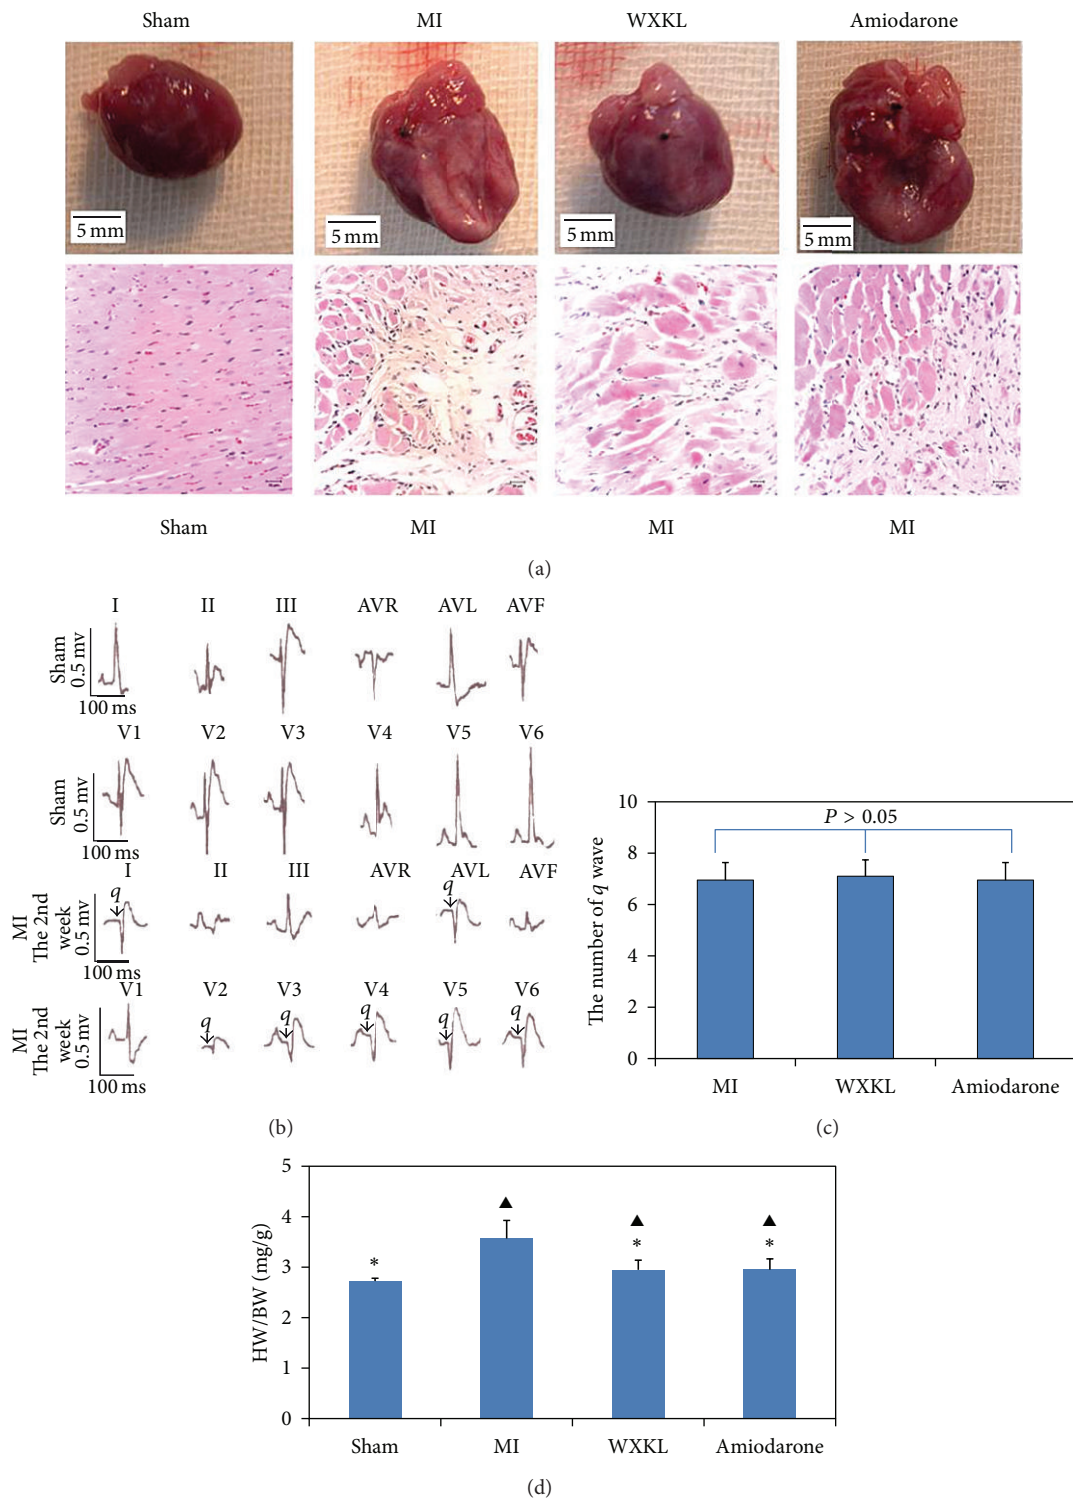 Sham MI WXKL Amiodarone
5 mm 5 mm 5 mm 5 mm
Sham MI MI MI
(a)
I II III AVR AVL AVF
Sham
0.5 mv
100 ms
V1 V2 V3 V4 V5 V6
Sham
0.5 mv
100 ms
I II III AVR AVL AVF
q q
MI
The 2nd
week
0.5 mv
100 ms
V1 V2 V3 V4 V5 V6
q q q q q
MI
The 2nd
week
0.5 mv
100 ms
(b)
The number of q wave
10
8
6
4
2
0
P > 0.05
MI WXKL Amiodarone
(c)
HW/BW (mg/g)
5
4
3
2
1
0
▲ ▲ ▲
* * *
Sham MI WXKL Amiodarone
(d)